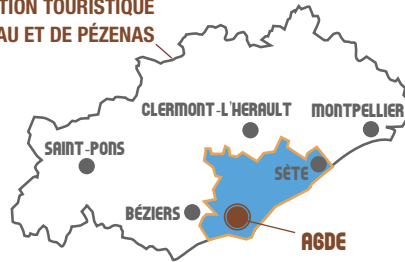 TION TOURISTIQUE
AU ET DE PÉZENAS
CLERMONT-L'HERAULT
MONTPELLIER
SAINT-PONS
SÈTE
BÉZIERS
AGDE